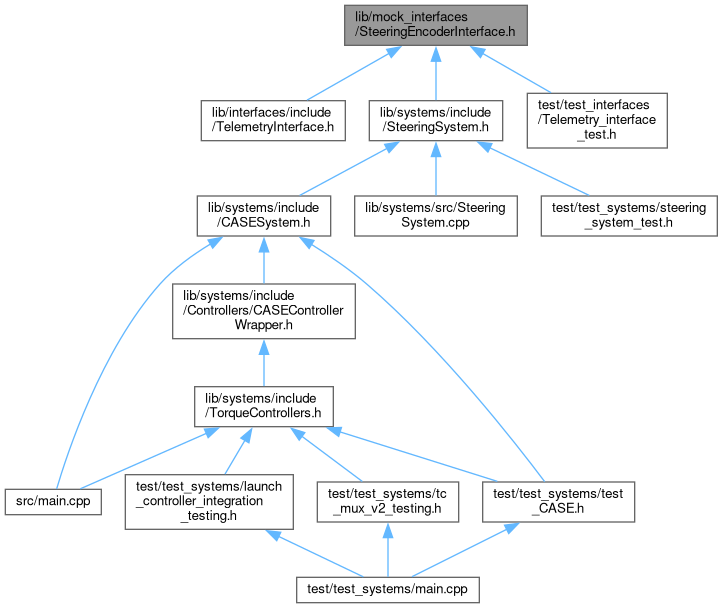 lib/mock_interfaces
/SteeringEncoderInterface.h
lib/interfaces/include
/TelemetryInterface.h
lib/systems/include
/SteeringSystem.h
test/test_interfaces
/Telemetry_interface
_test.h
lib/systems/include
/CASESystem.h
lib/systems/src/Steering
System.cpp
test/test_systems/steering
_system_test.h
lib/systems/include
/Controllers/CASEController
Wrapper.h
lib/systems/include
/TorqueControllers.h
src/main.cpp
test/test_systems/launch
_controller_integration
_testing.h
test/test_systems/tc
_mux_v2_testing.h
test/test_systems/test
_CASE.h
test/test_systems/main.cpp